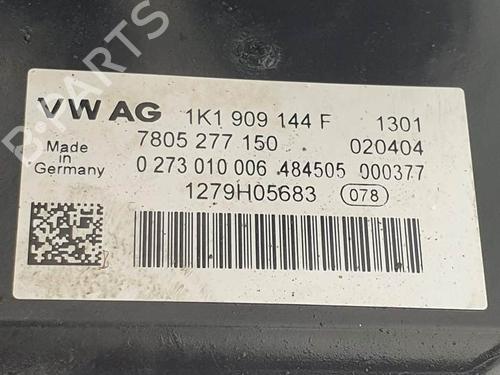 VW AG 1K1 909 144 F 1301
Made in Germany 7805 277 150 020404
0 273 010 006 484505 000377
1279H05683 078
B-PARTS